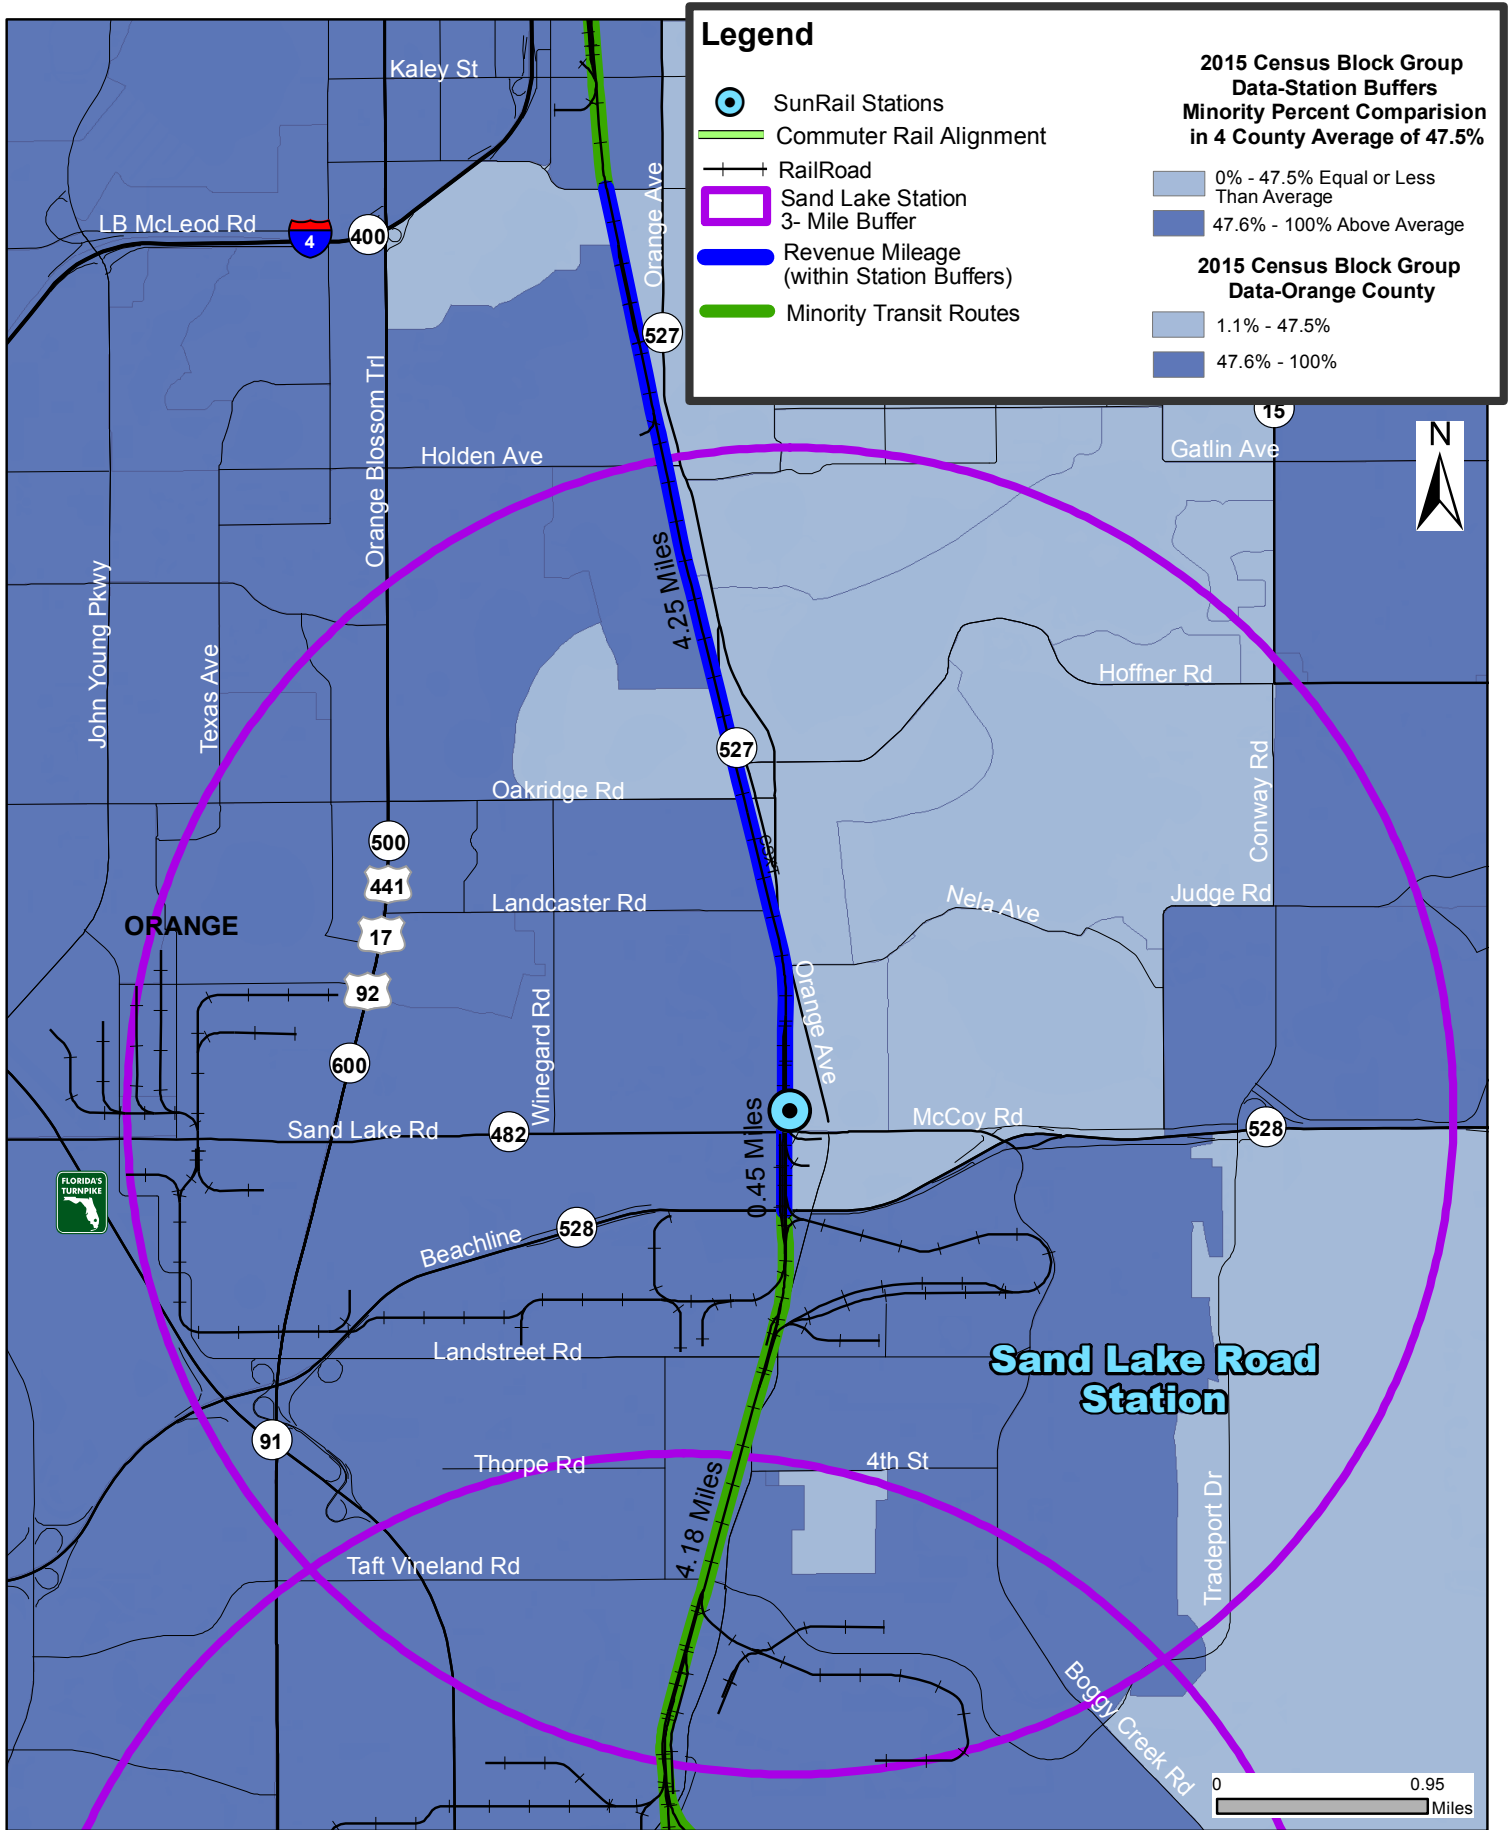 Legend
SunRail Stations
Commuter Rail Alignment
RailRoad
Sand Lake Station
3- Mile Buffer
Revenue Mileage
(within Station Buffers)
Minority Transit Routes
2015 Census Block Group
Data-Station Buffers
Minority Percent Comparision
in 4 County Average of 47.5%
0% - 47.5% Equal or Less
Than Average
47.6% - 100% Above Average
2015 Census Block Group
Data-Orange County
1.1% - 47.5%
47.6% - 100%
Kaley St
Orange Ave
LB McLeod Rd
4
400
527
15
N
Gatlin Ave
Holden Ave
Orange Blossom Trl
4.25 Miles
John Young Pkwy
Texas Ave
Hoffner Rd
527
Conway Rd
Oakridge Rd
500
441
Landcaster Rd
Nela Ave
Judge Rd
ORANGE
17
92
Orange Ave
Winegard Rd
600
Sand Lake Rd
482
McCoy Rd
528
0.45 Miles
FLORIDA'S
TURNPIKE
Beachline
528
Landstreet Rd
Sand Lake Road
Station
91
Thorpe Rd
4th St
4.18 Miles
Tradeport Dr
Taft Vineland Rd
Boggy Creek Rd
0
0.95
Miles